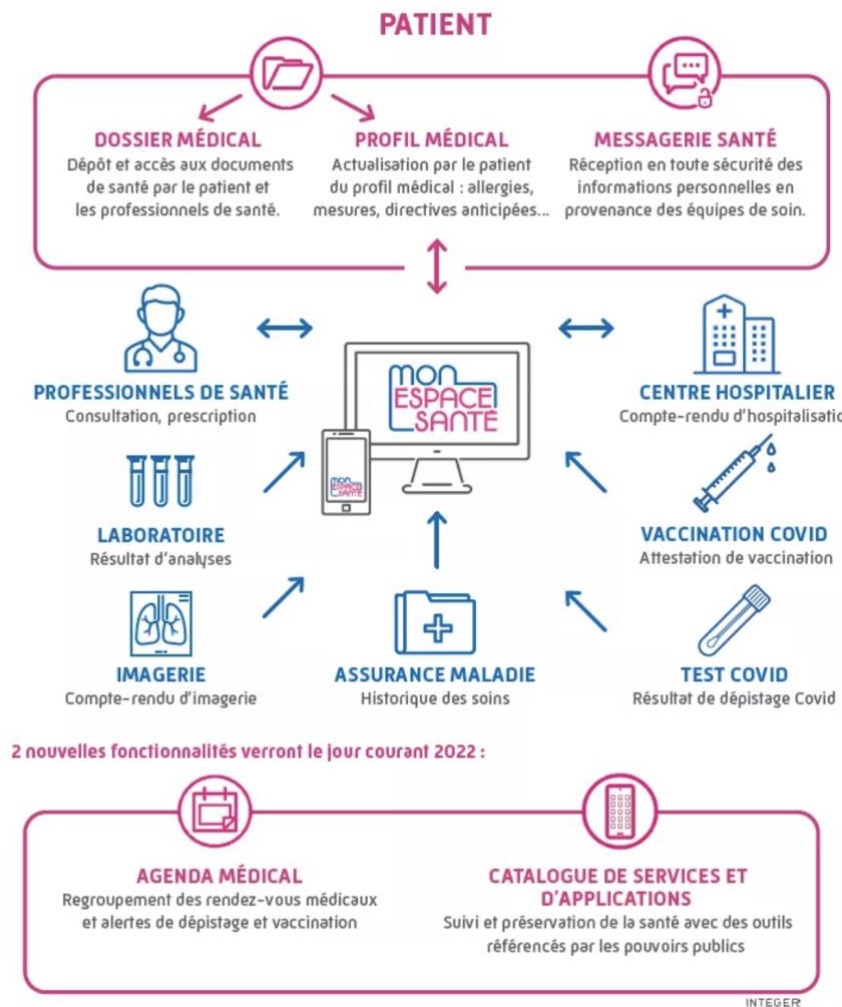 PATIENT
DOSSIER MÉDICAL
Dépôt et accès aux documents
de santé par le patient et
les professionnels de santé.
PROFIL MÉDICAL
Actualisation par le patient
du profil médical : allergies,
mesures, directives anticipées...
MESSAGERIE SANTÉ
Réception en toute sécurité des
informations personnelles en
provenance des équipes de soin.
PROFESSIONNELS DE SANTÉ
Consultation, prescription
mon
ESPACE
SANTÉ
mon
ESPACE
SANTÉ
CENTRE HOSPITALIER
Compte-rendu d'hospitalisatio
LABORATOIRE
Résultat d'analyses
VACCINATION COVID
Attestation de vaccination
IMAGERIE
Compte-rendu d'imagerie
ASSURANCE MALADIE
Historique des soins
TEST COVID
Résultat de dépistage Covid
2 nouvelles fonctionnalités verront le jour courant 2022 :
AGENDA MÉDICAL
Regroupement des rendez-vous médicaux
et alertes de dépistage et vaccination
CATALOGUE DE SERVICES ET
D'APPLICATIONS
Suivi et préservation de la santé avec des outils
référencés par les pouvoirs publics
INTEGER